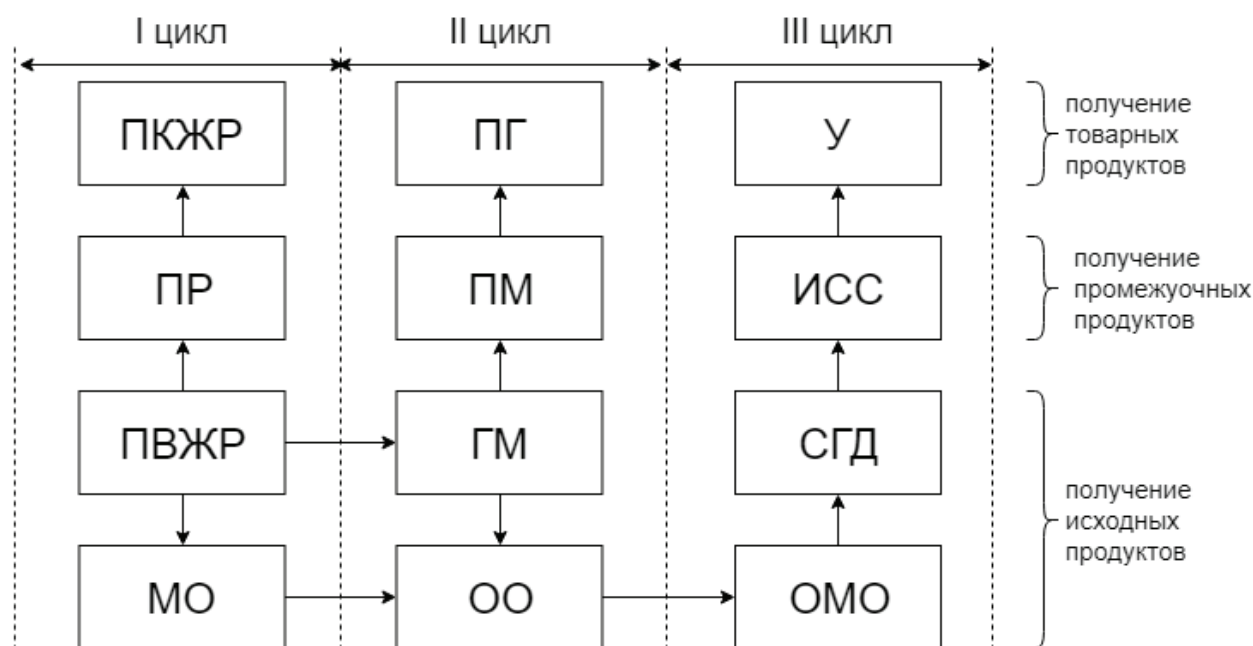 I цикл
II цикл
III цикл
ПКЖР
ПГ
У
получение
товарных
продуктов
ПР
ПМ
ИСС
получение
промежуочных
продуктов
ПВЖР
ГМ
СГД
получение
исходных
продуктов
МО
ОО
ОМО